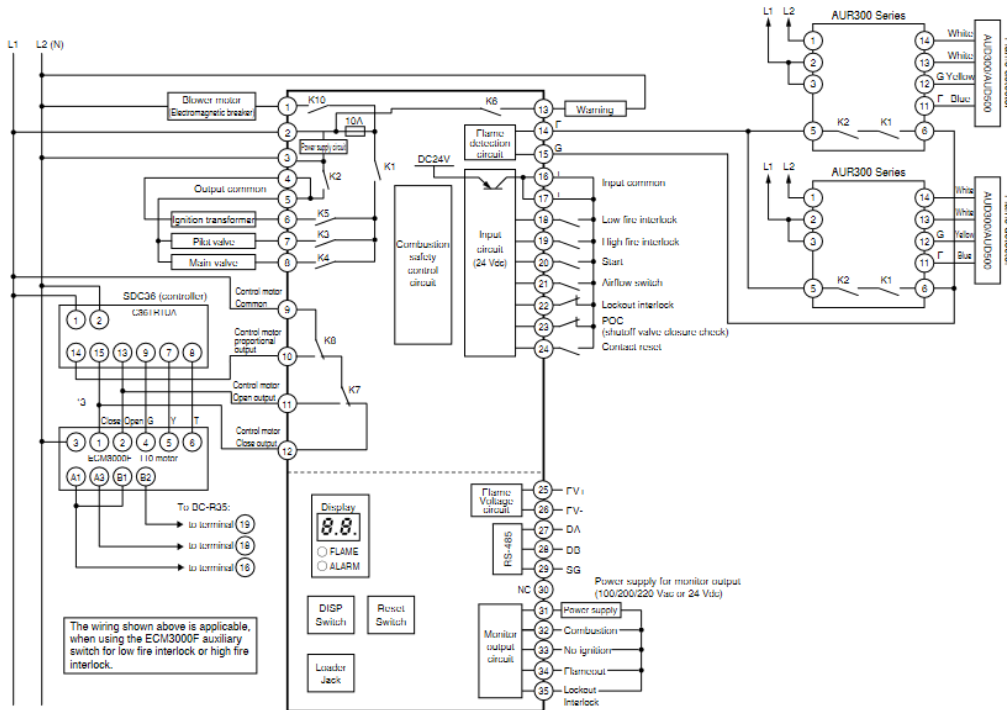 L1 L2 (N)
Blower motor
Electromagnetic breaker
1
K10
2
10A
3
Power supply circuit
K1
4
K2
Output common
5
Ignition transformer
6
K5
Pilot valve
7
K3
Main valve
8
K4
SDC36 (controller)
1 2
14 15 13 9 7 8
*3
Close Open G Y T
3 1 2 4 5 6
ECM3000F 110 motor
A1 A3 B1 B2
To BC-R35:
to terminal 19
to terminal 18
to terminal 16
Control motor
Common
9
K8
Control motor
proportional
output
10
Control motor
Open output
11
K7
Control motor
Close output
12
The wiring shown above is applicable,
when using the ECM3000F auxiliary
switch for low fire interlock or high fire
interlock.
K6
13
Warning
Flame
detection
circuit
14 F
15 G
DC24V
Combustion
safety
control
circuit
Input
circuit
(24 Vdc)
16
17
Input common
18 Low fire interlock
19 High fire interlock
20 Start
21 Airflow switch
22 Lockout interlock
23 POC
(shutoff valve closure check)
24 Contact reset
Display
8.8.
FLAME
ALARM
DISP
Switch
Reset
Switch
Loader
Jack
Flame
Voltage
circuit
25 FV+
26 FV-
RS-485
27 DA
28 DB
29 SG
NC 30
Power supply for monitor output
(100/200/220 Vac or 24 Vdc)
Monitor
output
circuit
31 Power supply
32 Combustion
33 No ignition
34 Flameout
35 Lockout
Interlock
L1 L2
AUR300 Series
1
2
3
14 White
13 White
12 G Yellow
11 F Blue
AUD300/AUD500
5 K2 K1 6
L1 L2
AUR300 Series
1
2
3
14 White
13 White
12 G Yellow
11 F Blue
AUD300/AUD500
5 K2 K1 6